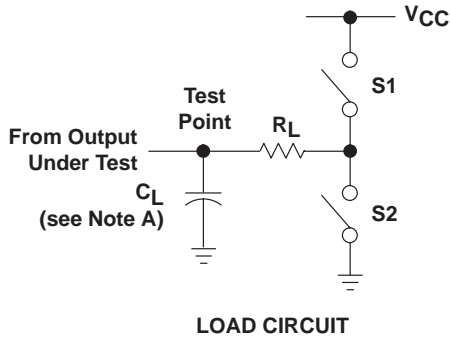 VCC
S1
Test
Point
RL
From Output
Under Test
CL
(see Note A)
S2
LOAD CIRCUIT